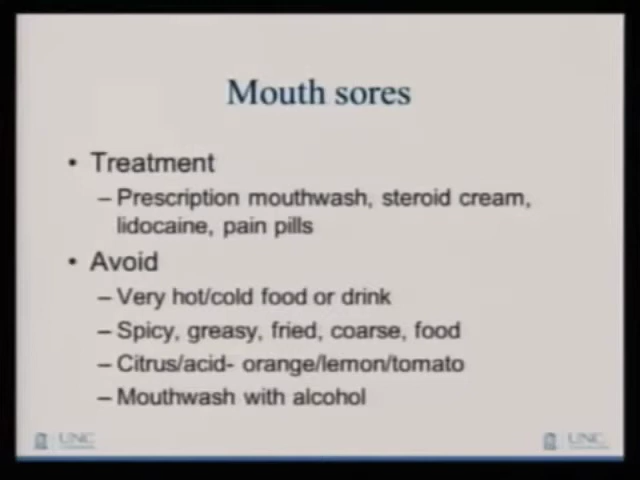 Mouth sores
• Treatment
– Prescription mouthwash, steroid cream,
lidocaine, pain pills
• Avoid
– Very hot/cold food or drink
– Spicy, greasy, fried, coarse, food
– Citrus/acid- orange/lemon/tomato
– Mouthwash with alcohol
UNC
UNC